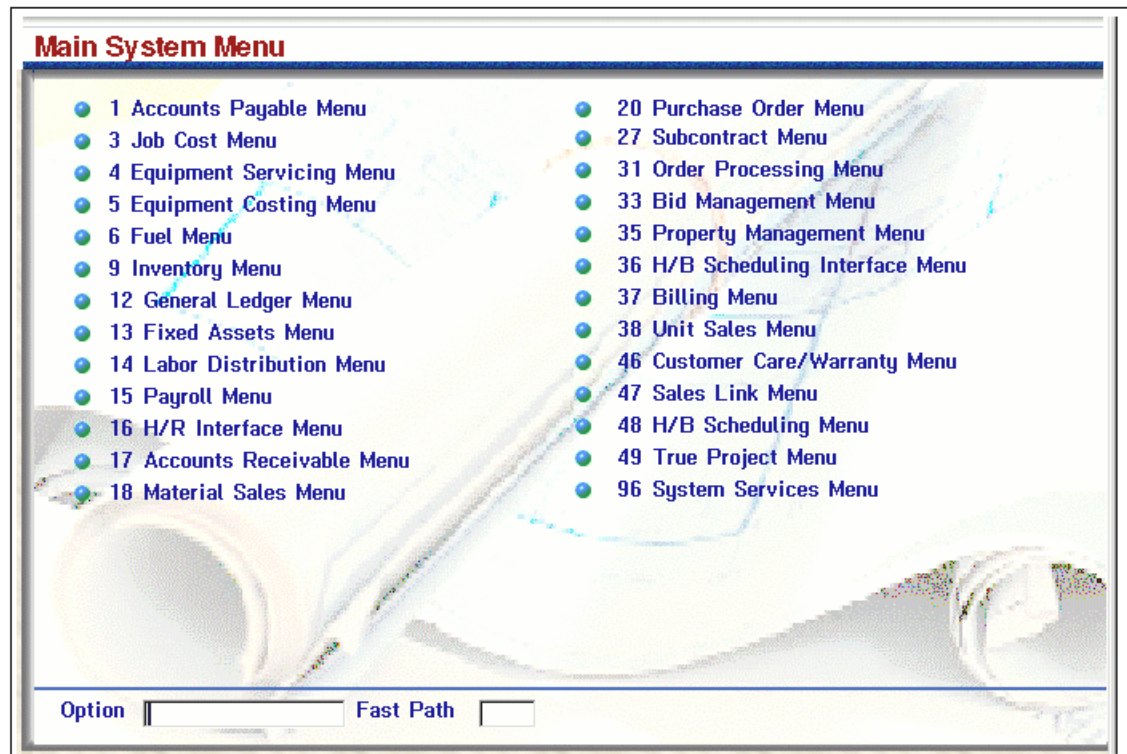 Main System Menu
1 Accounts Payable Menu
3 Job Cost Menu
4 Equipment Servicing Menu
5 Equipment Costing Menu
6 Fuel Menu
9 Inventory Menu
12 General Ledger Menu
13 Fixed Assets Menu
14 Labor Distribution Menu
15 Payroll Menu
16 H/R Interface Menu
17 Accounts Receivable Menu
18 Material Sales Menu
20 Purchase Order Menu
27 Subcontract Menu
31 Order Processing Menu
33 Bid Management Menu
35 Property Management Menu
36 H/B Scheduling Interface Menu
37 Billing Menu
38 Unit Sales Menu
46 Customer Care/Warranty Menu
47 Sales Link Menu
48 H/B Scheduling Menu
49 True Project Menu
96 System Services Menu
Option Fast Path